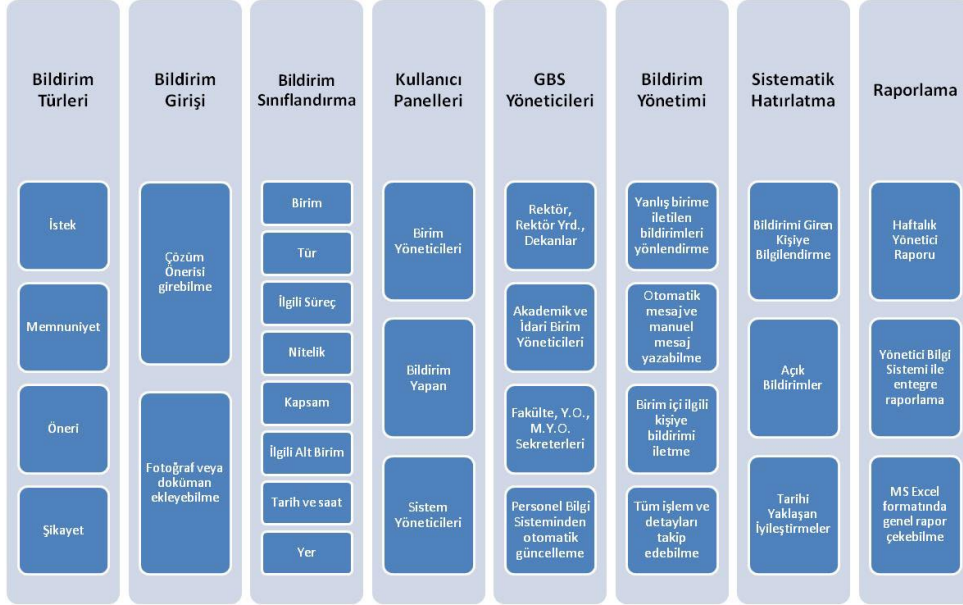 Bildirim
Türleri
İstek
Memnuniyet
Öneri
Şikayet
Bildirim
Girişi
Çözüm
Önerisi
girebilme
Fotoğraf veya
doküman
ekleyebilme
Bildirim
Sınıflandırma
Birim
Tür
İlgili Süreç
Nitelik
Kapsam
İlgili Alt Birim
Tarih ve saat
Yer
Kullanıcı
Panelleri
Birim
Yöneticileri
Bildirim
Yapan
Sistem
Yöneticileri
GBS
Yöneticileri
Rektör,
Rektör Yrd.,
Dekanlar
Akademik ve
İdari Birim
Yöneticileri
Fakülte, Y.O.,
M.Y.O.
Sekreterleri
Personel Bilgi
Sisteminden
otomatik
güncelleme
Bildirim
Yönetimi
Yanlış birime
iletilen
bildirimleri
yönlendirme
Otomatik
mesaj ve
manuel
mesaj
yazabilme
Birim içi ilgili
kişiye
bildirimi
iletme
Tüm işlem ve
detayları
takip
edebilme
Sistematik
Hatırlatma
Bildirimi Giren
Kişiye
Bilgilendirme
Açık
Bildirimler
Tarihi
Yaklaşan
İyileştirmeler
Raporlama
Haftalık
Yönetici
Raporu
Yönetici Bilgi
Sistemi ile
entegre
raporlama
MS Excel
formatında
genel rapor
çekebilme